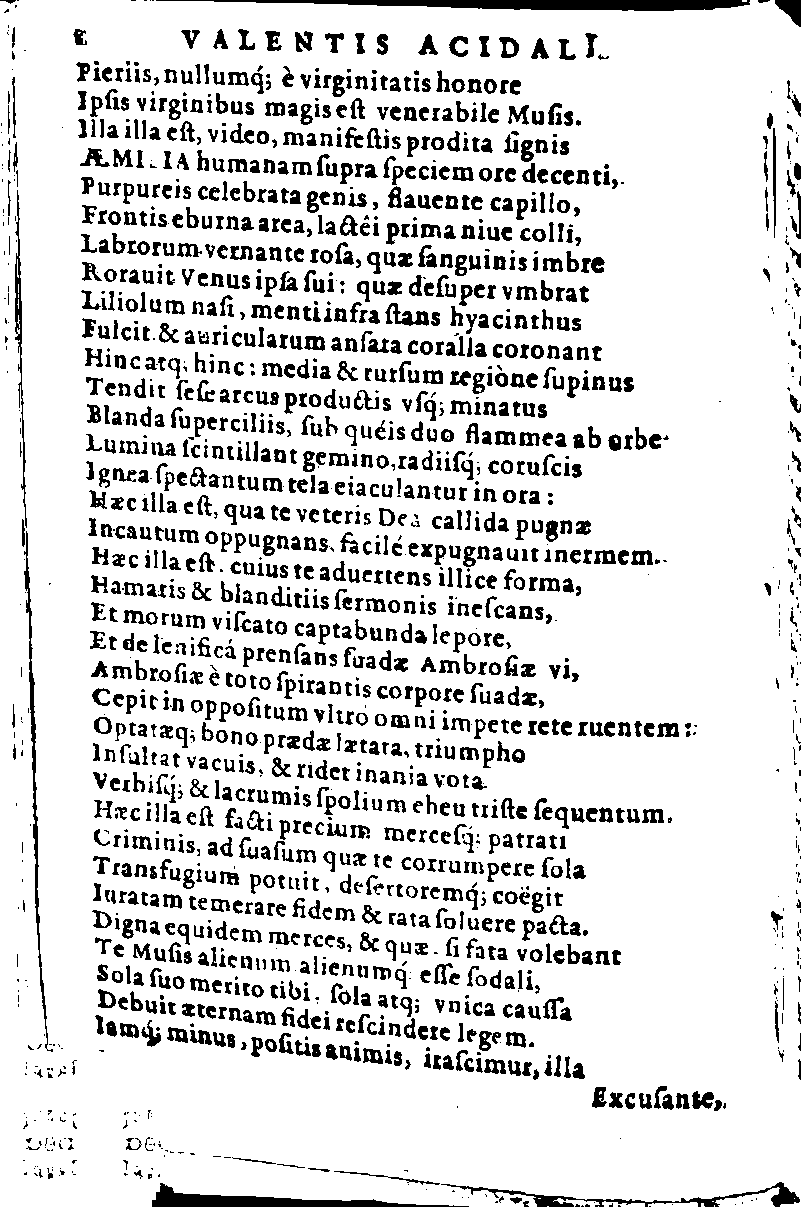 VALENTIS ACIDALI
Pieriis, nullumq́; è virginitatis honore
Ipſis virginibus magis eſt venerabile Muſis.
Illa illa eſt, video, manifeſtis prodita ſignis
ÆMILIA humanam ſupra ſpeciem ore decenti,
Purpureis celebrata genis, flauente capillo,
Frontis eburna area, lactêi prima niue colli,
Labrorum vernante roſa, quæ ſanguinis imbre
Rorauit Venus ipſa ſui: quæ deſuper vmbrat
Liliolum naſi, menti infra ſtans hyacinthus
Fulcit & auricularum anſata coralla coronant
Hinc atq; hinc: media & rurſum regiòne ſupinus
Tendit ſeſe arcus productis vſq́; minatus
Blanda ſuperciliis, ſub quéis duo flammea ab orbe
Lumina ſcintillant gemino, radiiſq́; coruſcis
Ignea ſpectantum tela eiaculantur in ora:
Hæc illa eſt, qua te veteris Dea callida pugnæ
Incautum oppugnans, facilé expugnauit inermem.
Hæc illa eſt. cuius te aduertens illice forma,
Hamatis & blanditiis ſermonis ineſcans,
Et morum viſcato captabunda lepore,
Et de lenificá prenſans ſuadæ Ambroſiæ vi,
Ambroſiæ è toto ſpirantis corpore ſuadæ,
Cepit in oppoſitum vltro omni impete rete ruentem:
Optatæq; bono prædæ lætata, triumpho
Inſultat vacuis, & ridet inania vota
Verbiſq́; & lacrumis ſpolium eheu triſte ſequentum.
Hæc illa eſt facti precium merceſq́; patrati
Criminis, ad ſuaſum quæ te corrumpere ſola
Transfugium potuit, deſertoremq́; coëgit
Iuratam temerare fidem & rata ſoluere pacta.
Digna equidem merces, & quæ ſi fata volebant
Te Muſis alienum alienumq́ eſſe ſodali,
Sola ſuo merito tibi, ſola atq; vnica cauſſa
Debuit æternam fidei reſcindere legem.
Iamq́; minus, poſitis animis, iraſcimur, illa
Excuſante,